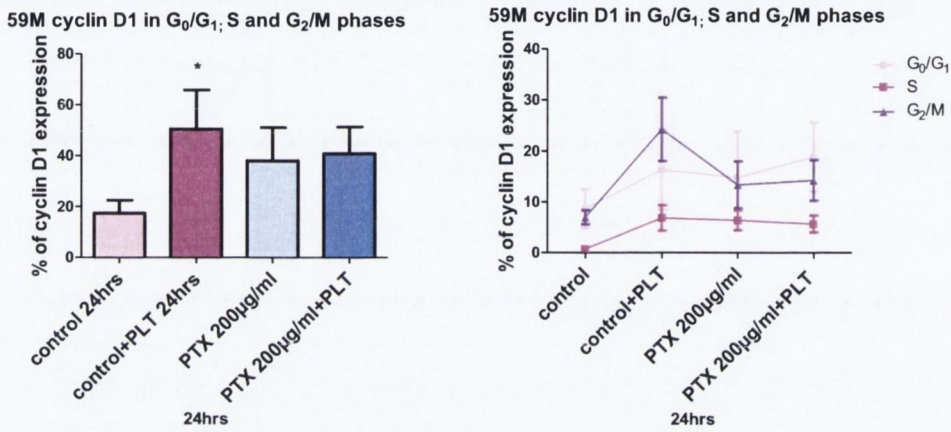 59M cyclin D1 in G₀/G₁; S and G₂/M phases
% of cyclin D1 expression
80
60
40
20
0
*
control 24hrs
control+PLT 24hrs
PTX 200µg/ml
PTX 200µg/ml+PLT
24hrs
59M cyclin D1 in G₀/G₁; S and G₂/M phases
% of cyclin D1 expression
40
30
20
10
0
control
control+PLT
PTX 200µg/ml
PTX 200µg/ml+PLT
24hrs
G₀/G₁
S
G₂/M